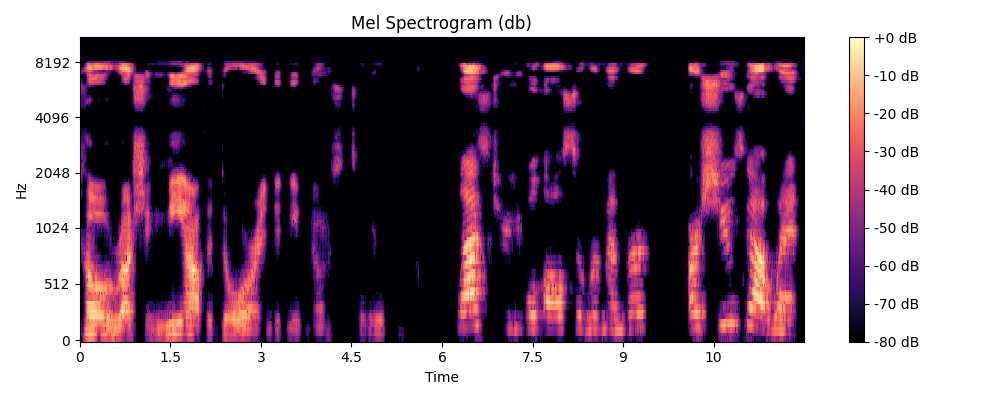 Mel Spectrogram (db)
8192
4096
2048
1024
512
0
Hz
0 1.5 3 4.5 6 7.5 9 10
Time
+0 dB
-10 dB
-20 dB
-30 dB
-40 dB
-50 dB
-60 dB
-70 dB
-80 dB